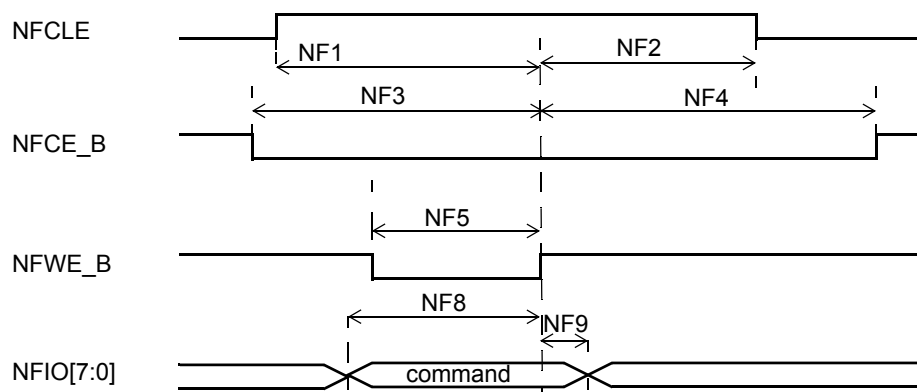 NFCLE
NF1
NF2
NF3
NF4
NFCE_B
NF5
NFWE_B
NF8
NF9
NFIO[7:0]
command